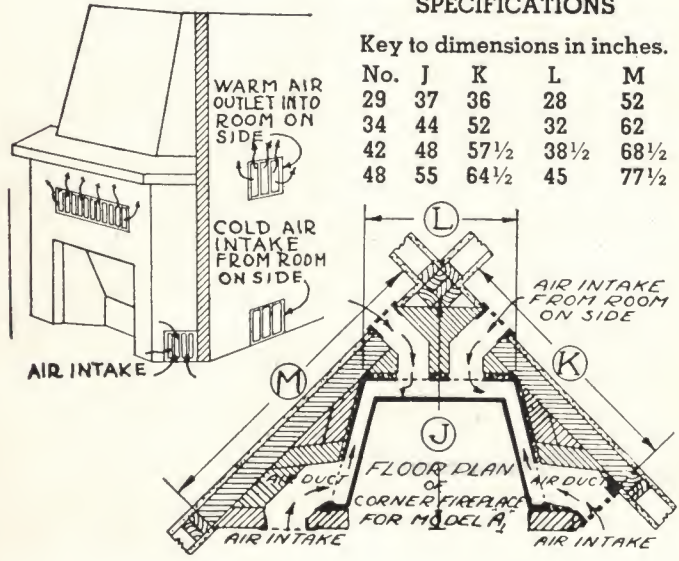 SPECIFICATIONS
Key to dimensions in inches.
No. J K L M
29 37 36 28 52
34 44 52 32 62
42 48 57½ 38½ 68½
48 55 64½ 45 77½
WARM AIR
OUTLET INTO
ROOM ON
SIDE
COLD AIR
INTAKE
FROM ROOM
ON SIDE
AIR INTAKE
L
AIR INTAKE
FROM ROOM
ON SIDE
M
K
J
FLOOR PLAN
OF
CORNER FIREPLACE
FOR MODEL A,
AIR DUCT
AIR DUCT
AIR INTAKE
AIR INTAKE